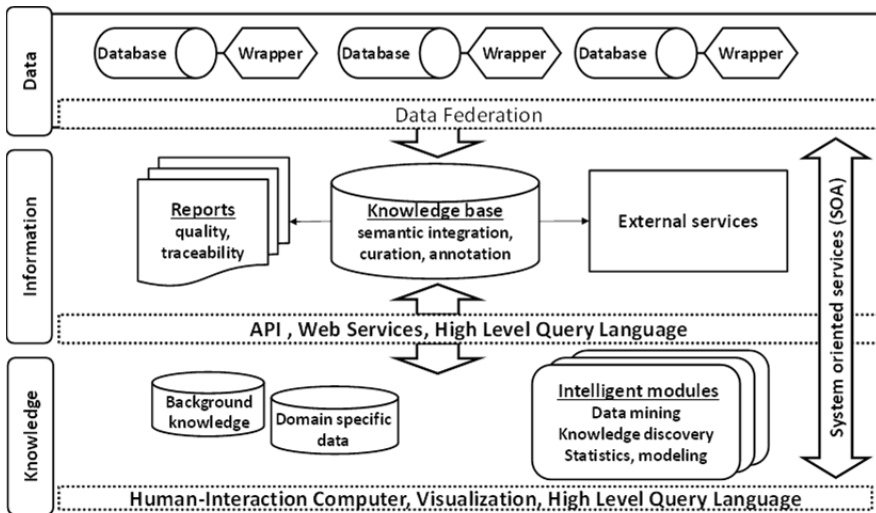 Data
Database
Wrapper
Database
Wrapper
Database
Wrapper
Data Federation
Information
Reports
quality,
traceability
Knowledge base
semantic integration,
curation, annotation
External services
System oriented services (SOA)
API , Web Services, High Level Query Language
Knowledge
Background
knowledge
Domain specific
data
Intelligent modules
Data mining
Knowledge discovery
Statistics, modeling
Human-Interaction Computer, Visualization, High Level Query Language